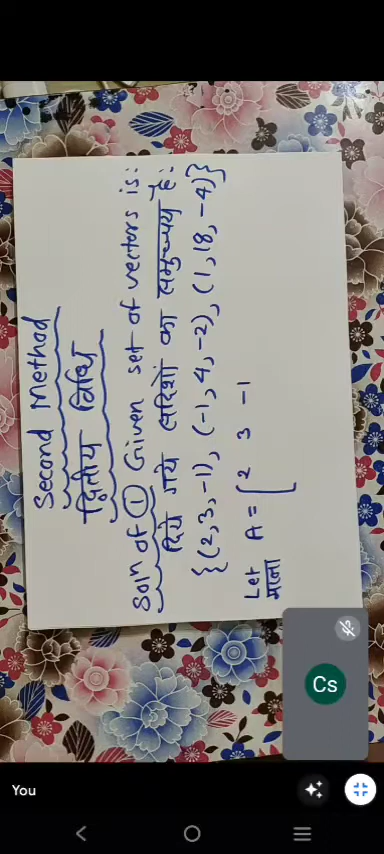 Second Method
द्वितीय विधि
Solⁿ of ① Given set of vectors is:
दिये गये सदिशो का समुच्चय है:
{(2,3,-1), (-1,4,-2), (1,18,-4)}
Let A = [ 2 3 -1
माना
Cs
You